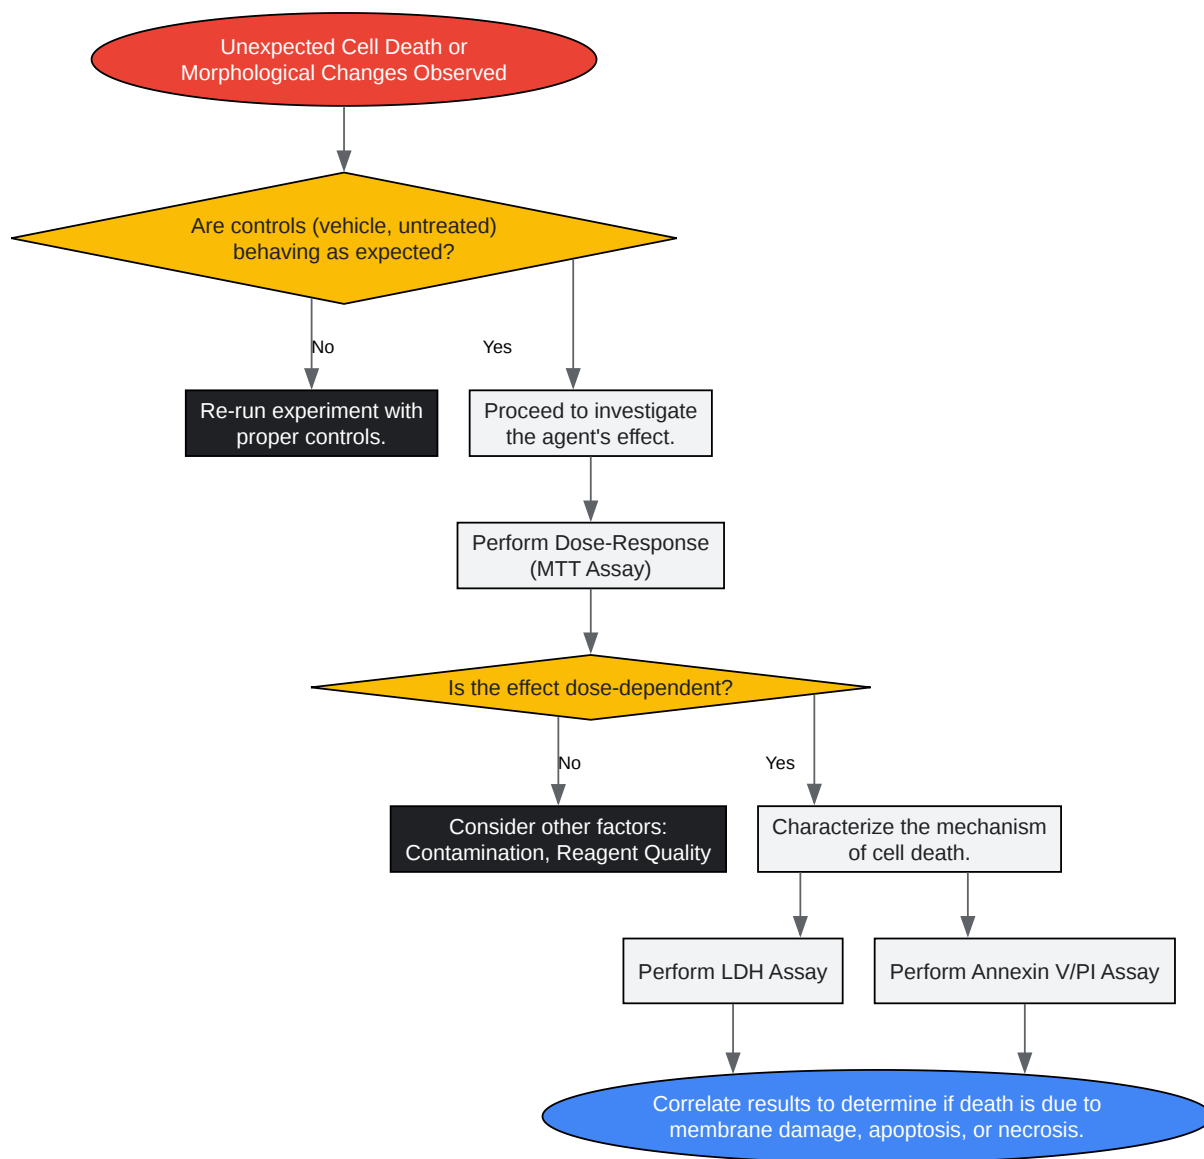 Unexpected Cell Death or
Morphological Changes Observed
Are controls (vehicle, untreated)
behaving as expected?
No
Yes
Re-run experiment with
proper controls.
Proceed to investigate
the agent's effect.
Perform Dose-Response
(MTT Assay)
Is the effect dose-dependent?
No
Yes
Consider other factors:
Contamination, Reagent Quality
Characterize the mechanism
of cell death.
Perform LDH Assay
Perform Annexin V/PI Assay
Correlate results to determine if death is due to
membrane damage, apoptosis, or necrosis.